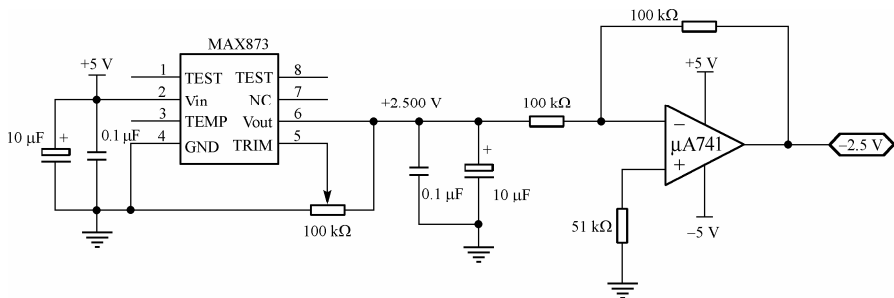 MAX873
+5 V
1 TEST TEST 8
2 Vin NC 7
3 TEMP Vout 6
4 GND TRIM 5
10 μF
+
0.1 μF
100 kΩ
+2.500 V
0.1 μF
+
10 μF
100 kΩ
100 kΩ
+5 V
−
μA741
+
−5 V
51 kΩ
−2.5 V